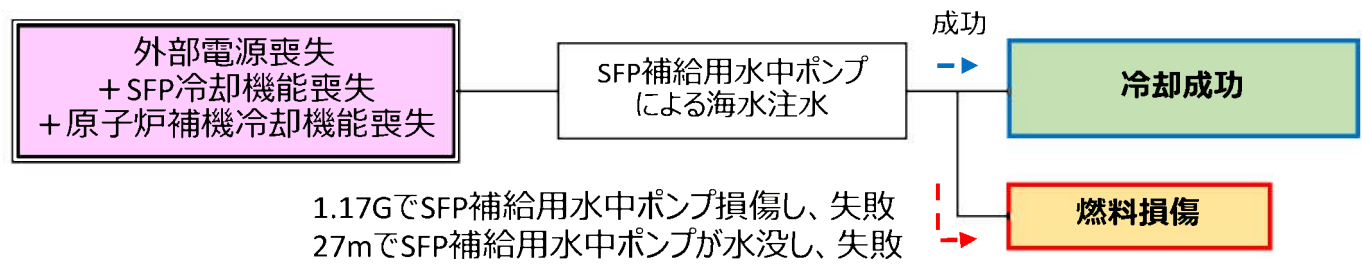 外部電源喪失
+SFP冷却機能喪失
+原子炉補機冷却機能喪失
SFP補給用水中ポンプ
による海水注水
成功
冷却成功
1.17GでSFP補給用水中ポンプ損傷し、失敗
27mでSFP補給用水中ポンプが水没し、失敗
燃料損傷